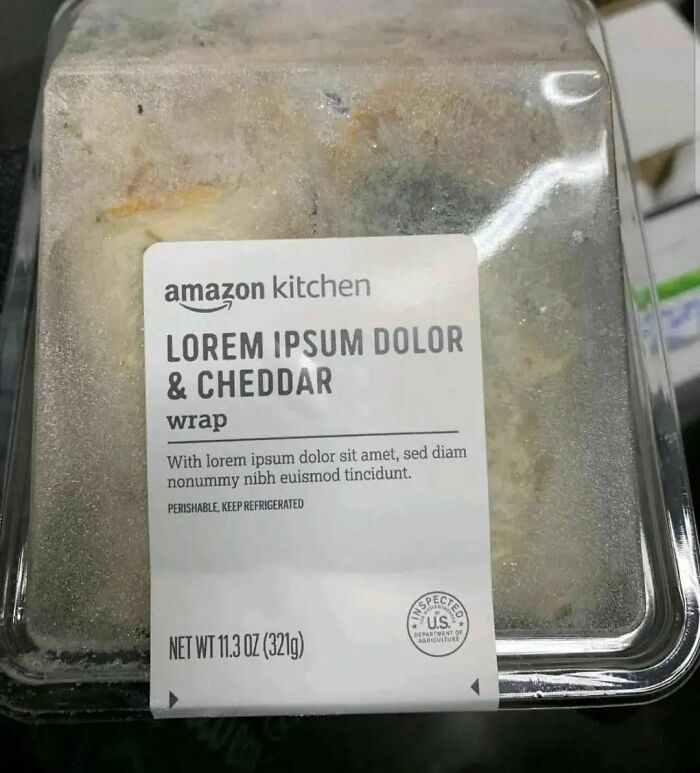 amazon kitchen
LOREM IPSUM DOLOR
& CHEDDAR
wrap
With lorem ipsum dolor sit amet, sed diam
nonummy nibh euismod tincidunt.
PERISHABLE, KEEP REFRIGERATED
NET WT 11.3 OZ (321g)
INSPECTED
U.S.
DEPARTMENT OF
AGRICULTURE